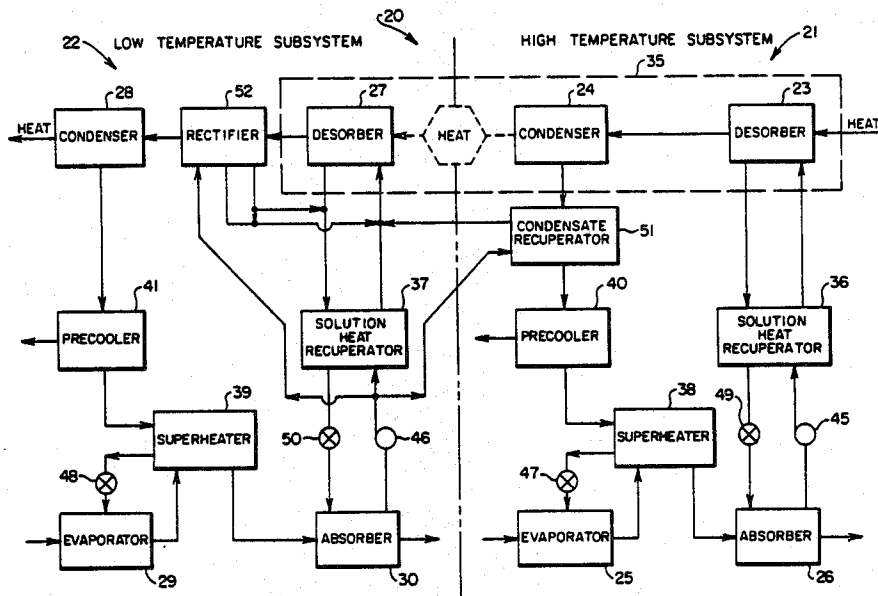 20
22
LOW TEMPERATURE SUBSYSTEM
HIGH TEMPERATURE SUBSYSTEM
21
35
28
52
27
24
23
HEAT
CONDENSER
RECTIFIER
DESORBER
HEAT
CONDENSER
DESORBER
HEAT
CONDENSATE
RECUPERATOR
51
41
37
40
36
PRECOOLER
SOLUTION
HEAT
RECUPERATOR
PRECOOLER
SOLUTION
HEAT
RECUPERATOR
39
38
SUPERHEATER
50
46
SUPERHEATER
49
45
48
47
EVAPORATOR
ABSORBER
EVAPORATOR
ABSORBER
29
30
25
26